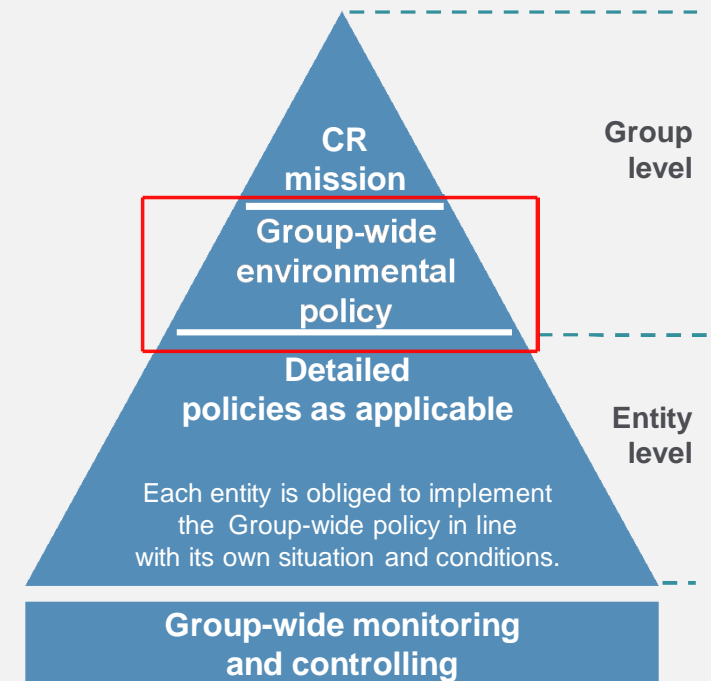 CR
mission
Group
level
Group-wide
environmental
policy
Detailed
policies as applicable
Entity
level
Each entity is obliged to implement
the Group-wide policy in line
with its own situation and conditions.
Group-wide monitoring
and controlling